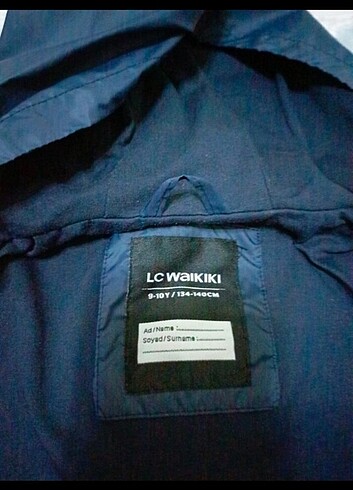 LC WAIKIKI
9-10Y / 134-140CM
Ad/Name :
Soyad/Surname :